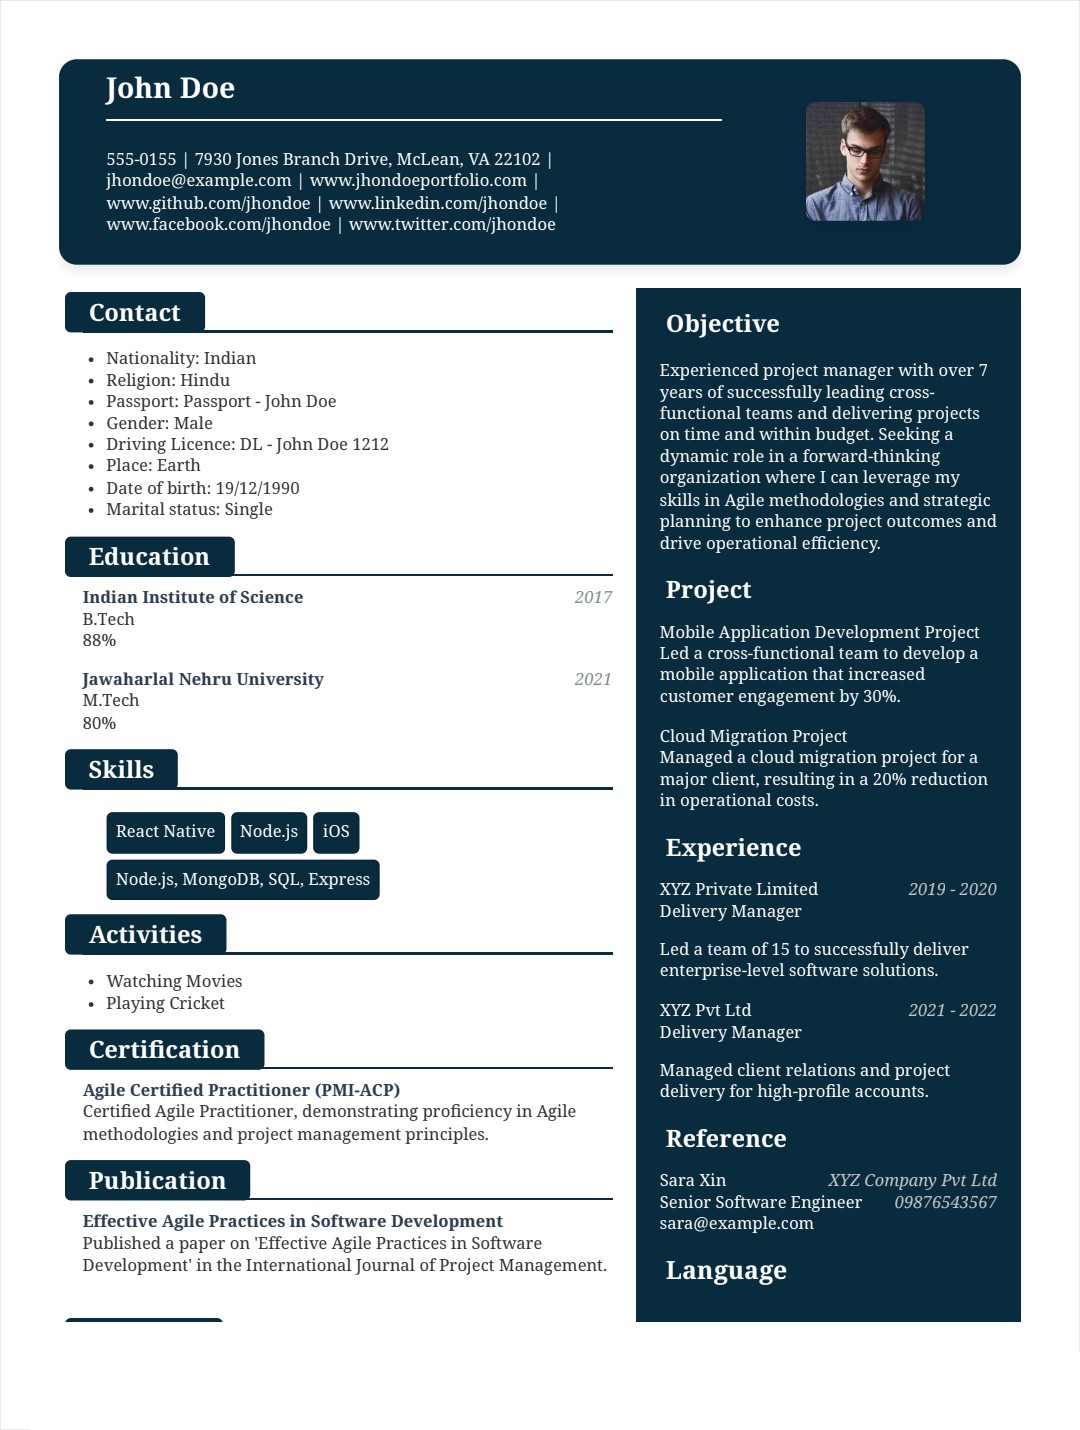 John Doe
555-0155 | 7930 Jones Branch Drive, McLean, VA 22102 |
jhondoe@example.com | www.jhondoeportfolio.com |
www.github.com/jhondoe | www.linkedin.com/jhondoe |
www.facebook.com/jhondoe | www.twitter.com/jhondoe
Contact
• Nationality: Indian
• Religion: Hindu
• Passport: Passport - John Doe
• Gender: Male
• Driving Licence: DL - John Doe 1212
• Place: Earth
• Date of birth: 19/12/1990
• Marital status: Single
Education
Indian Institute of Science 2017
B.Tech
88%
Jawaharlal Nehru University 2021
M.Tech
80%
Skills
React Native Node.js iOS
Node.js, MongoDB, SQL, Express
Activities
• Watching Movies
• Playing Cricket
Certification
Agile Certified Practitioner (PMI-ACP)
Certified Agile Practitioner, demonstrating proficiency in Agile
methodologies and project management principles.
Publication
Effective Agile Practices in Software Development
Published a paper on 'Effective Agile Practices in Software
Development' in the International Journal of Project Management.
Objective
Experienced project manager with over 7
years of successfully leading cross-
functional teams and delivering projects
on time and within budget. Seeking a
dynamic role in a forward-thinking
organization where I can leverage my
skills in Agile methodologies and strategic
planning to enhance project outcomes and
drive operational efficiency.
Project
Mobile Application Development Project
Led a cross-functional team to develop a
mobile application that increased
customer engagement by 30%.
Cloud Migration Project
Managed a cloud migration project for a
major client, resulting in a 20% reduction
in operational costs.
Experience
XYZ Private Limited 2019 - 2020
Delivery Manager
Led a team of 15 to successfully deliver
enterprise-level software solutions.
XYZ Pvt Ltd 2021 - 2022
Delivery Manager
Managed client relations and project
delivery for high-profile accounts.
Reference
Sara Xin XYZ Company Pvt Ltd
Senior Software Engineer 09876543567
sara@example.com
Language